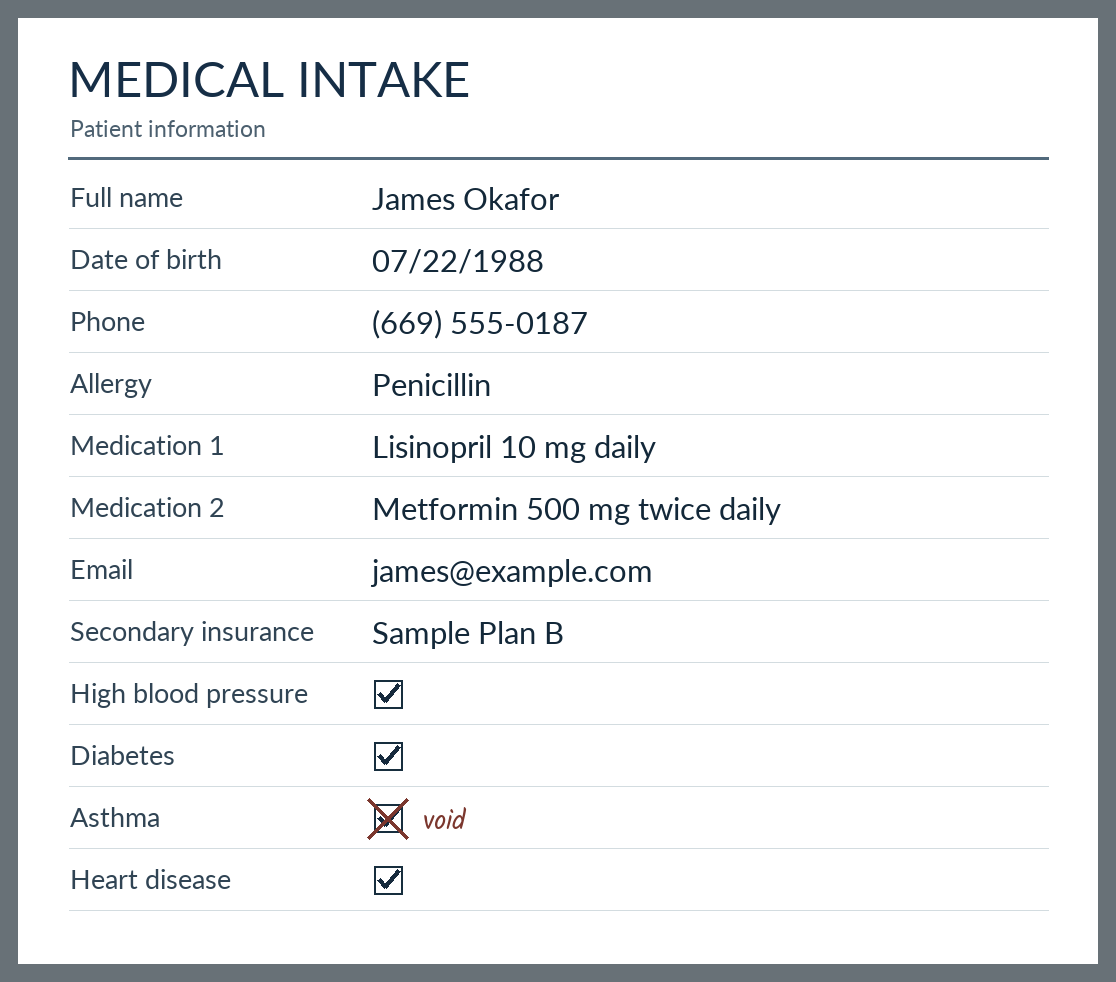 MEDICAL INTAKE
Patient information
Full name James Okafor
Date of birth 07/22/1988
Phone (669) 555-0187
Allergy Penicillin
Medication 1 Lisinopril 10 mg daily
Medication 2 Metformin 500 mg twice daily
Email james@example.com
Secondary insurance Sample Plan B
High blood pressure ☑
Diabetes ☑
Asthma void
Heart disease ☑